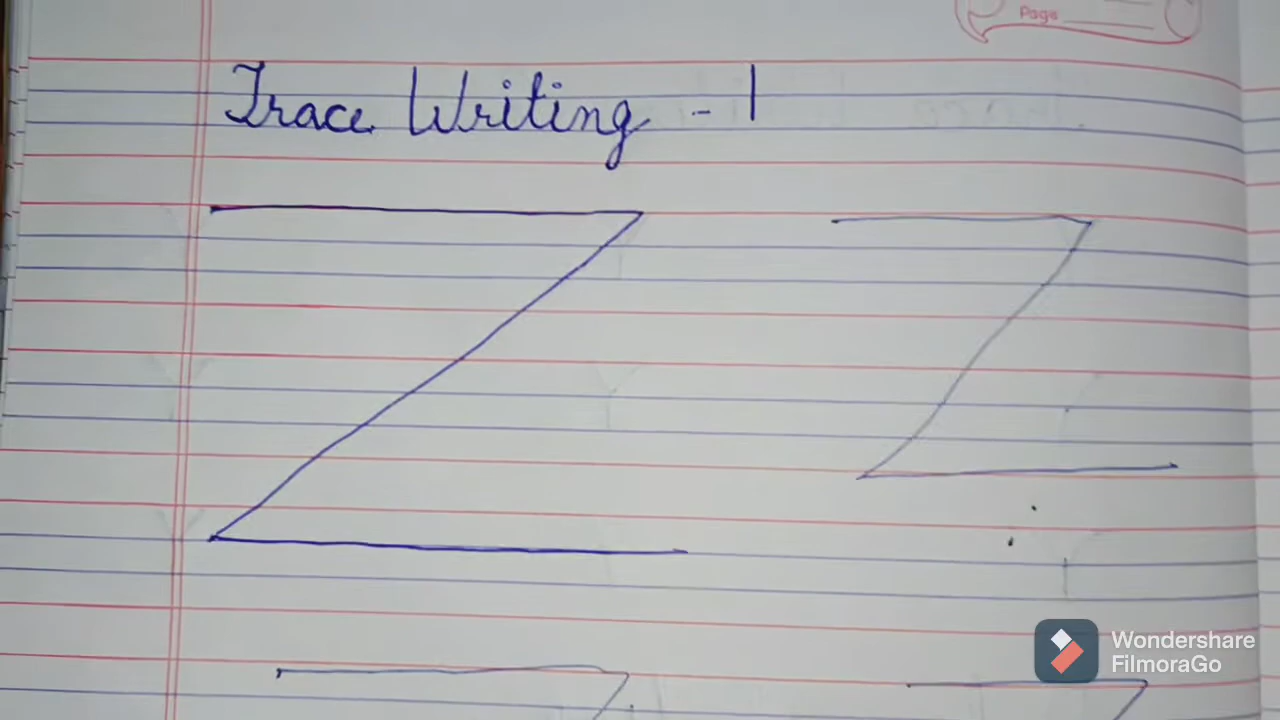 Page
Trace Writing - 1
Z Z
Wondershare
FilmoraGo